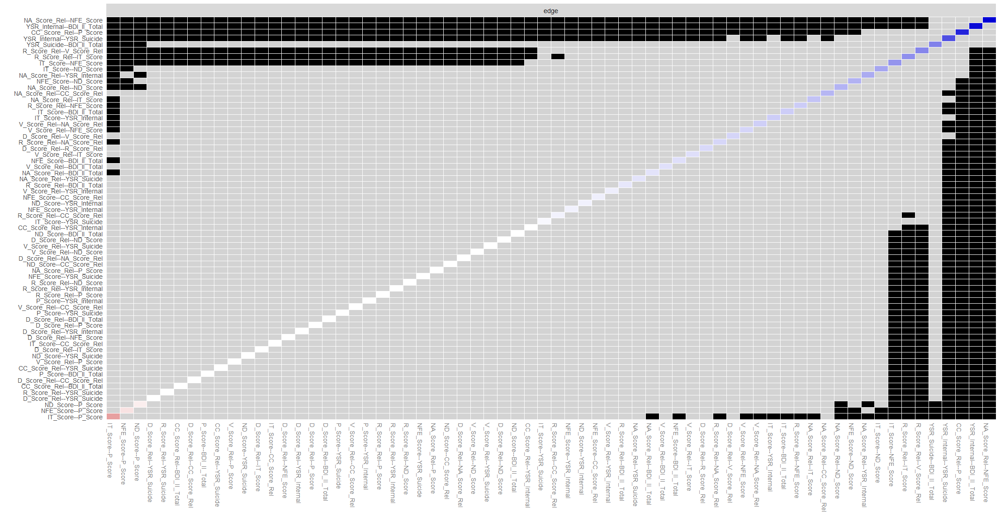 edge
NA_Score_Rel--NFE_Score
YSR_Internal--BDI_II_Total
CC_Score_Rel--P_Score
YSR_Internal--YSR_Suicide
YSR_Suicide--BDI_II_Total
R_Score_Rel--V_Score_Rel
R_Score_Rel--IT_Score
IT_Score--NFE_Score
IT_Score--ND_Score
NA_Score_Rel--YSR_Internal
NFE_Score--ND_Score
NA_Score_Rel--ND_Score
NA_Score_Rel--CC_Score_Rel
NA_Score_Rel--IT_Score
R_Score_Rel--NFE_Score
IT_Score--BDI_II_Total
IT_Score--YSR_Internal
V_Score_Rel--NA_Score_Rel
V_Score_Rel--NFE_Score
D_Score_Rel--V_Score_Rel
R_Score_Rel--NA_Score_Rel
D_Score_Rel--R_Score_Rel
V_Score_Rel--IT_Score
NFE_Score--BDI_II_Total
V_Score_Rel--BDI_II_Total
NA_Score_Rel--BDI_II_Total
NA_Score_Rel--YSR_Suicide
R_Score_Rel--BDI_II_Total
V_Score_Rel--YSR_Internal
NFE_Score--CC_Score_Rel
ND_Score--YSR_Internal
NFE_Score--YSR_Internal
R_Score_Rel--CC_Score_Rel
IT_Score--YSR_Suicide
CC_Score_Rel--YSR_Internal
ND_Score--BDI_II_Total
D_Score_Rel--ND_Score
V_Score_Rel--YSR_Suicide
V_Score_Rel--ND_Score
D_Score_Rel--NA_Score_Rel
ND_Score--CC_Score_Rel
NA_Score_Rel--P_Score
NFE_Score--YSR_Suicide
R_Score_Rel--ND_Score
R_Score_Rel--YSR_Internal
R_Score_Rel--P_Score
P_Score--YSR_Internal
V_Score_Rel--CC_Score_Rel
P_Score--YSR_Suicide
D_Score_Rel--BDI_II_Total
D_Score_Rel--P_Score
D_Score_Rel--YSR_Internal
D_Score_Rel--NFE_Score
IT_Score--CC_Score_Rel
D_Score_Rel--IT_Score
ND_Score--YSR_Suicide
V_Score_Rel--P_Score
CC_Score_Rel--YSR_Suicide
P_Score--BDI_II_Total
D_Score_Rel--CC_Score_Rel
CC_Score_Rel--BDI_II_Total
R_Score_Rel--YSR_Suicide
D_Score_Rel--YSR_Suicide
ND_Score--P_Score
NFE_Score--P_Score
IT_Score--P_Score
IT_Score--P_Score
NFE_Score--P_Score
ND_Score--P_Score
D_Score_Rel--YSR_Suicide
R_Score_Rel--YSR_Suicide
CC_Score_Rel--BDI_II_Total
D_Score_Rel--CC_Score_Rel
P_Score--BDI_II_Total
CC_Score_Rel--YSR_Suicide
V_Score_Rel--P_Score
ND_Score--YSR_Suicide
D_Score_Rel--IT_Score
IT_Score--CC_Score_Rel
D_Score_Rel--NFE_Score
D_Score_Rel--YSR_Internal
D_Score_Rel--P_Score
D_Score_Rel--BDI_II_Total
P_Score--YSR_Suicide
V_Score_Rel--CC_Score_Rel
P_Score--YSR_Internal
R_Score_Rel--P_Score
R_Score_Rel--YSR_Internal
R_Score_Rel--ND_Score
NFE_Score--YSR_Suicide
NA_Score_Rel--P_Score
ND_Score--CC_Score_Rel
D_Score_Rel--NA_Score_Rel
V_Score_Rel--ND_Score
V_Score_Rel--YSR_Suicide
D_Score_Rel--ND_Score
ND_Score--BDI_II_Total
CC_Score_Rel--YSR_Internal
IT_Score--YSR_Suicide
R_Score_Rel--CC_Score_Rel
NFE_Score--YSR_Internal
ND_Score--YSR_Internal
NFE_Score--CC_Score_Rel
V_Score_Rel--YSR_Internal
R_Score_Rel--BDI_II_Total
NA_Score_Rel--YSR_Suicide
NA_Score_Rel--BDI_II_Total
V_Score_Rel--BDI_II_Total
NFE_Score--BDI_II_Total
V_Score_Rel--IT_Score
D_Score_Rel--R_Score_Rel
R_Score_Rel--NA_Score_Rel
D_Score_Rel--V_Score_Rel
V_Score_Rel--NFE_Score
V_Score_Rel--NA_Score_Rel
IT_Score--YSR_Internal
IT_Score--BDI_II_Total
R_Score_Rel--NFE_Score
NA_Score_Rel--IT_Score
NA_Score_Rel--CC_Score_Rel
NA_Score_Rel--ND_Score
NFE_Score--ND_Score
NA_Score_Rel--YSR_Internal
IT_Score--ND_Score
IT_Score--NFE_Score
R_Score_Rel--IT_Score
R_Score_Rel--V_Score_Rel
YSR_Suicide--BDI_II_Total
YSR_Internal--YSR_Suicide
CC_Score_Rel--P_Score
YSR_Internal--BDI_II_Total
NA_Score_Rel--NFE_Score